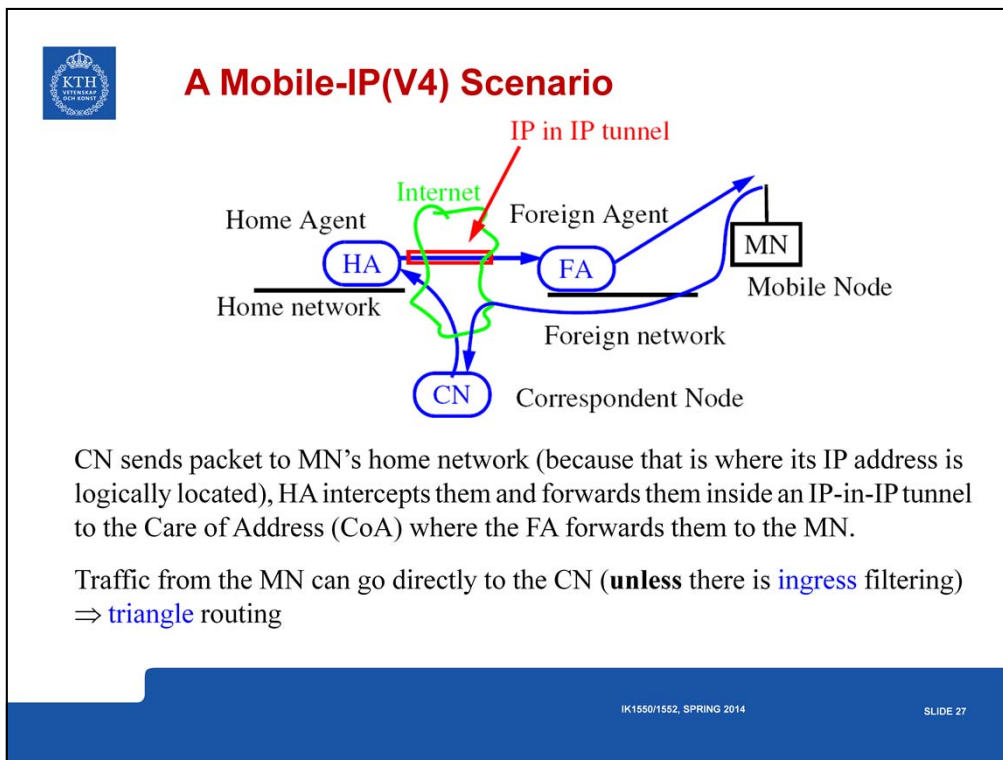 KTH
VETENSKAP
OCH KONST
A Mobile-IP(V4) Scenario
IP in IP tunnel
Internet
Home Agent
Foreign Agent
HA
FA
MN
Mobile Node
Home network
Foreign network
CN
Correspondent Node
CN sends packet to MN's home network (because that is where its IP address is
logically located), HA intercepts them and forwards them inside an IP-in-IP tunnel
to the Care of Address (CoA) where the FA forwards them to the MN.
Traffic from the MN can go directly to the CN (unless there is ingress filtering)
⇒ triangle routing
IK1550/1552, SPRING 2014
SLIDE 27